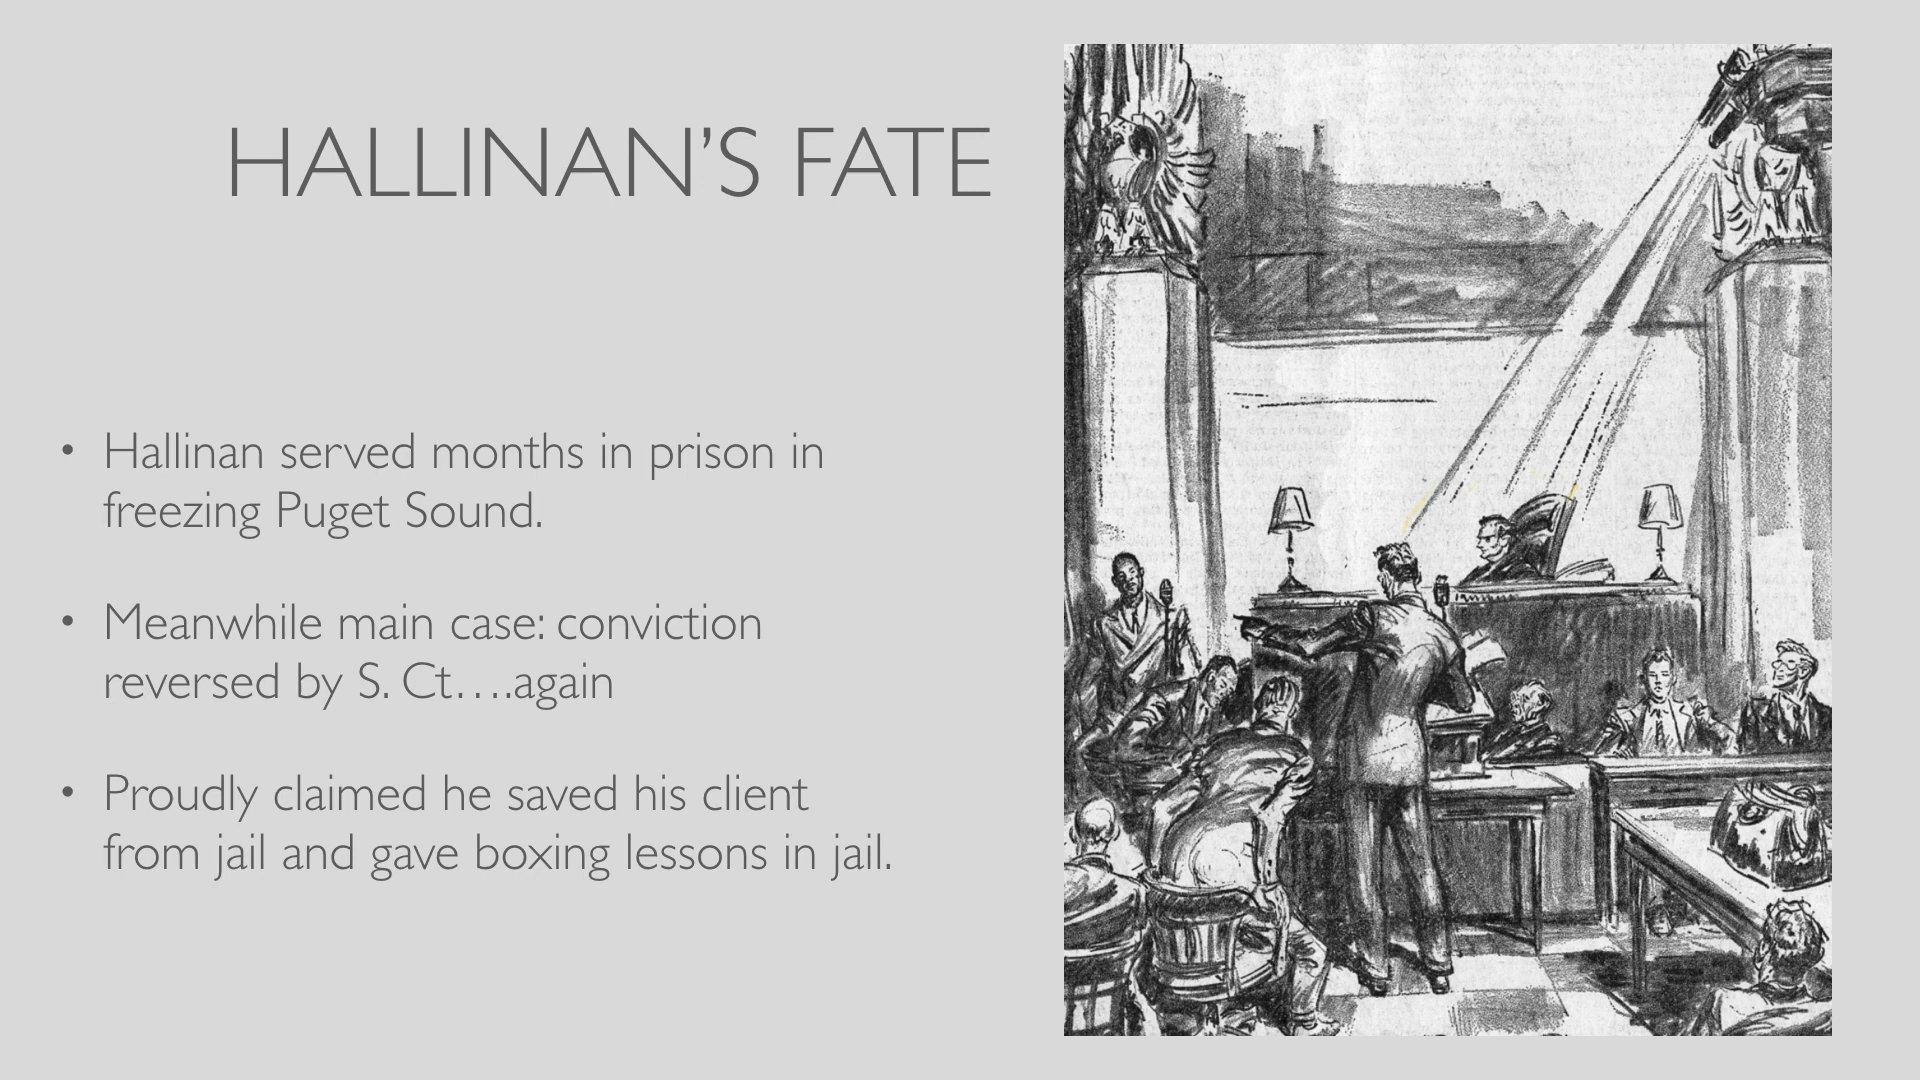 HALLINAN’S FATE
• Hallinan served months in prison in
freezing Puget Sound.
• Meanwhile main case: conviction
reversed by S. Ct….again
• Proudly claimed he saved his client
from jail and gave boxing lessons in jail.